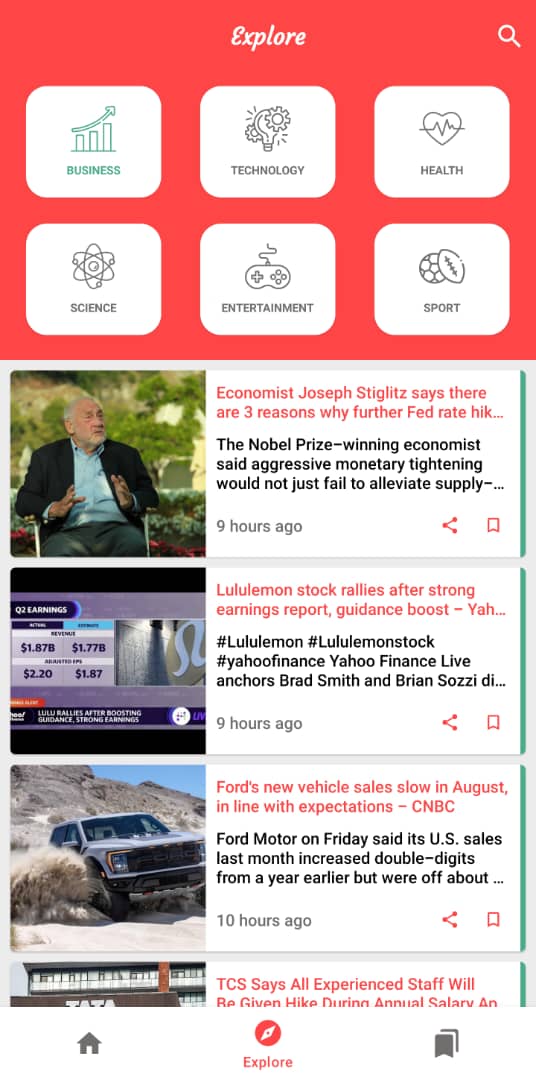 Explore
BUSINESS
TECHNOLOGY
HEALTH
SCIENCE
ENTERTAINMENT
SPORT
Economist Joseph Stiglitz says there
are 3 reasons why further Fed rate hik...
The Nobel Prize–winning economist
said aggressive monetary tightening
would not just fail to alleviate supply–...
9 hours ago
Q2 EARNINGS
ACTUAL
ESTIMATE
REVENUE
$1.87B
$1.77B
ADJUSTED EPS
$2.20
$1.87
LULU RALLIES AFTER BOOSTING
GUIDANCE, STRONG EARNINGS
Lululemon stock rallies after strong
earnings report, guidance boost – Yah...
#Lululemon #Lululemonstock
#yahoofinance Yahoo Finance Live
anchors Brad Smith and Brian Sozzi di...
9 hours ago
Ford's new vehicle sales slow in August,
in line with expectations – CNBC
Ford Motor on Friday said its U.S. sales
last month increased double–digits
from a year earlier but were off about ...
10 hours ago
TATA
TCS Says All Experienced Staff Will
Be Given Hike During Annual Salary Ap
Explore